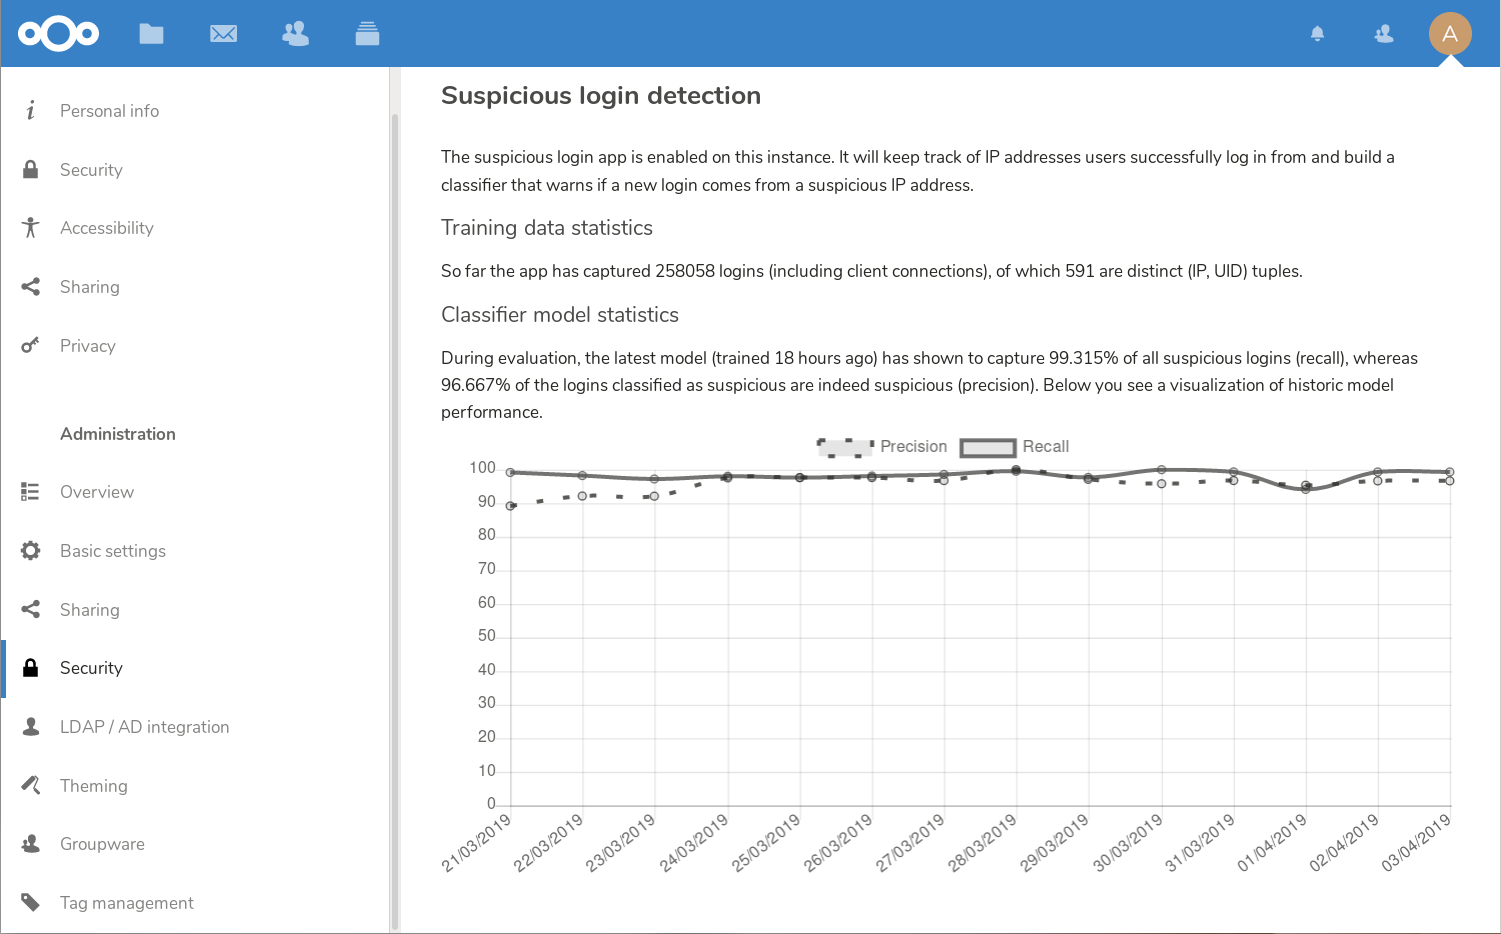 A
Personal info
Security
Accessibility
Sharing
Privacy
Administration
Overview
Basic settings
Sharing
Security
LDAP / AD integration
Theming
Groupware
Tag management
Suspicious login detection
The suspicious login app is enabled on this instance. It will keep track of IP addresses users successfully log in from and build a
classifier that warns if a new login comes from a suspicious IP address.
Training data statistics
So far the app has captured 258058 logins (including client connections), of which 591 are distinct (IP, UID) tuples.
Classifier model statistics
During evaluation, the latest model (trained 18 hours ago) has shown to capture 99.315% of all suspicious logins (recall), whereas
96.667% of the logins classified as suspicious are indeed suspicious (precision). Below you see a visualization of historic model
performance.
Precision Recall
100
90
80
70
60
50
40
30
20
10
0
21/03/2019 22/03/2019 23/03/2019 24/03/2019 25/03/2019 26/03/2019 27/03/2019 28/03/2019 29/03/2019 30/03/2019 31/03/2019 01/04/2019 02/04/2019 03/04/2019